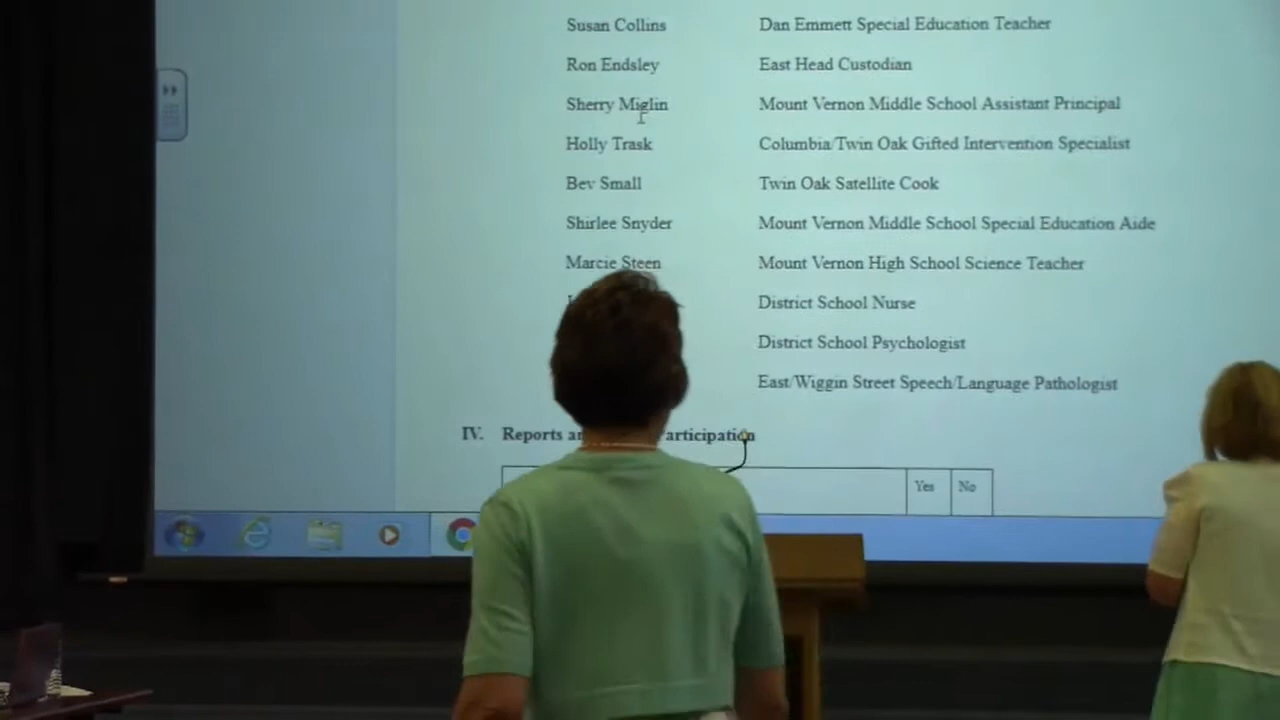 Susan Collins Dan Emmett Special Education Teacher
Ron Endsley East Head Custodian
Sherry Miglin Mount Vernon Middle School Assistant Principal
Holly Trask Columbia/Twin Oak Gifted Intervention Specialist
Bev Small Twin Oak Satellite Cook
Shirlee Snyder Mount Vernon Middle School Special Education Aide
Marcie Steen Mount Vernon High School Science Teacher
District School Nurse
District School Psychologist
East/Wiggin Street Speech/Language Pathologist
IV. Reports articipation
Yes No